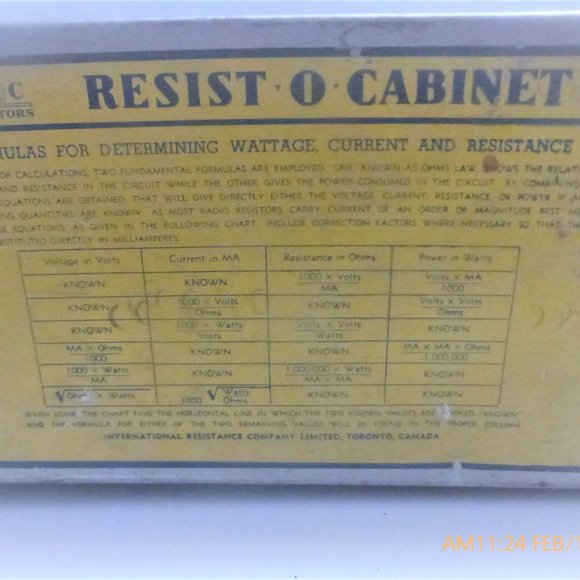 C
RESIST·O·CABINET
TORS
ULAS FOR DETERMINING WATTAGE, CURRENT AND RESISTANCE
OR CALCULATIONS, TWO FUNDAMENTAL FORMULAS ARE EMPLOYED. ONE, KNOWN AS OHMS LAW, SHOWS THE RELAT
AND RESISTANCE IN THE CIRCUIT WHILE THE OTHER GIVES THE POWER CONSUMED IN THE CIRCUIT. BY COMBINING
EQUATIONS ARE OBTAINED THAT WILL GIVE DIRECTLY EITHER THE VOLTAGE, CURRENT, RESISTANCE, OR POWER IF A
NG QUANTITIES ARE KNOWN. AS MOST RADIO RESISTORS CARRY CURRENT OF AN ORDER OF MAGNITUDE BEST M
SE EQUATIONS, AS GIVEN IN THE FOLLOWING CHART, INCLUDE CORRECTION FACTORS WHERE NECESSARY SO THAT
STITUTED DIRECTLY IN MILLIAMPERES.
Voltage in Volts Current in MA Resistance in Ohms Power in Watts
KNOWN KNOWN 1000 × Volts Volts × MA
MA 1000
KNOWN 1000 × Volts KNOWN Volts × Volts
Ohms Ohms
KNOWN 1000 × Watts Volts × Volts KNOWN
Volts Watts
MA × Ohms KNOWN KNOWN MA × MA × Ohms
1000 1,000,000
1000 × Watts KNOWN 1,000,000 × Watts KNOWN
MA MA × MA
√Ohms × Watts 1000 √Watts KNOWN KNOWN
Ohms
WHEN USING THE CHART FIND THE HORIZONTAL LINE IN WHICH THE TWO KNOWN VALUES ARE MARKED "KNOWN"
AND THE FORMULA FOR EITHER OF THE TWO REMAINING VALUES WILL BE FOUND IN THE PROPER COLUMN.
INTERNATIONAL RESISTANCE COMPANY LIMITED, TORONTO, CANADA
AM11:24 FEB/1